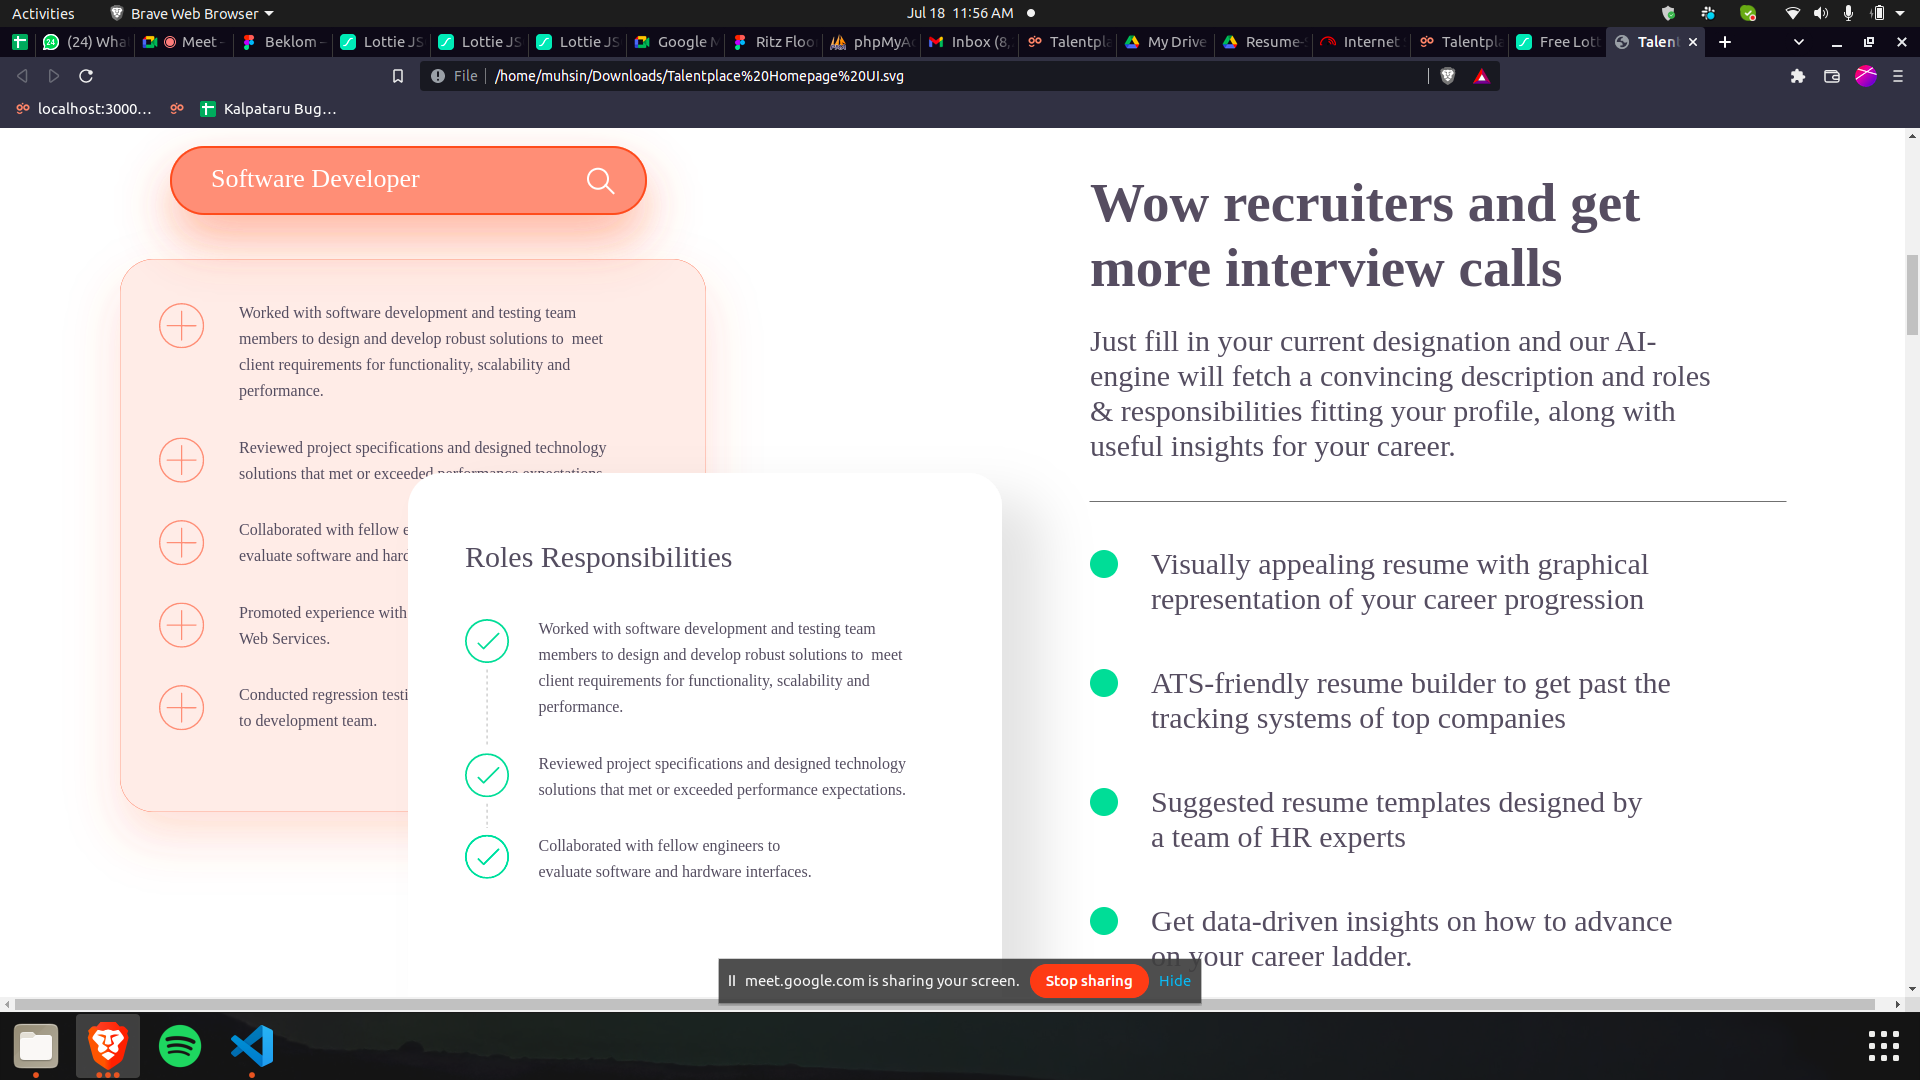 Activities
Brave Web Browser
Jul 18 11:56 AM
(24) Wha
Meet -
Beklom -
Lottie JS
Lottie JS
Lottie JS
Google M
Ritz Floo
phpMyA
Inbox (8,
Talentpla
My Drive
Resume-
Internet
Talentpla
Free Lott
Talen
File
/home/muhsin/Downloads/Talentplace%20Homepage%20UI.svg
localhost:3000...
Kalpataru Bug...
Software Developer
Worked with software development and testing team
members to design and develop robust solutions to meet
client requirements for functionality, scalability and
performance.
Reviewed project specifications and designed technology
solutions that met or exceeded performance expectations
Collaborated with fellow e
evaluate software and hard
Promoted experience with
Web Services.
Conducted regression testi
to development team.
Roles Responsibilities
Worked with software development and testing team
members to design and develop robust solutions to meet
client requirements for functionality, scalability and
performance.
Reviewed project specifications and designed technology
solutions that met or exceeded performance expectations.
Collaborated with fellow engineers to
evaluate software and hardware interfaces.
Wow recruiters and get
more interview calls
Just fill in your current designation and our AI-
engine will fetch a convincing description and roles
& responsibilities fitting your profile, along with
useful insights for your career.
Visually appealing resume with graphical
representation of your career progression
ATS-friendly resume builder to get past the
tracking systems of top companies
Suggested resume templates designed by
a team of HR experts
Get data-driven insights on how to advance
on your career ladder.
meet.google.com is sharing your screen.
Stop sharing
Hide